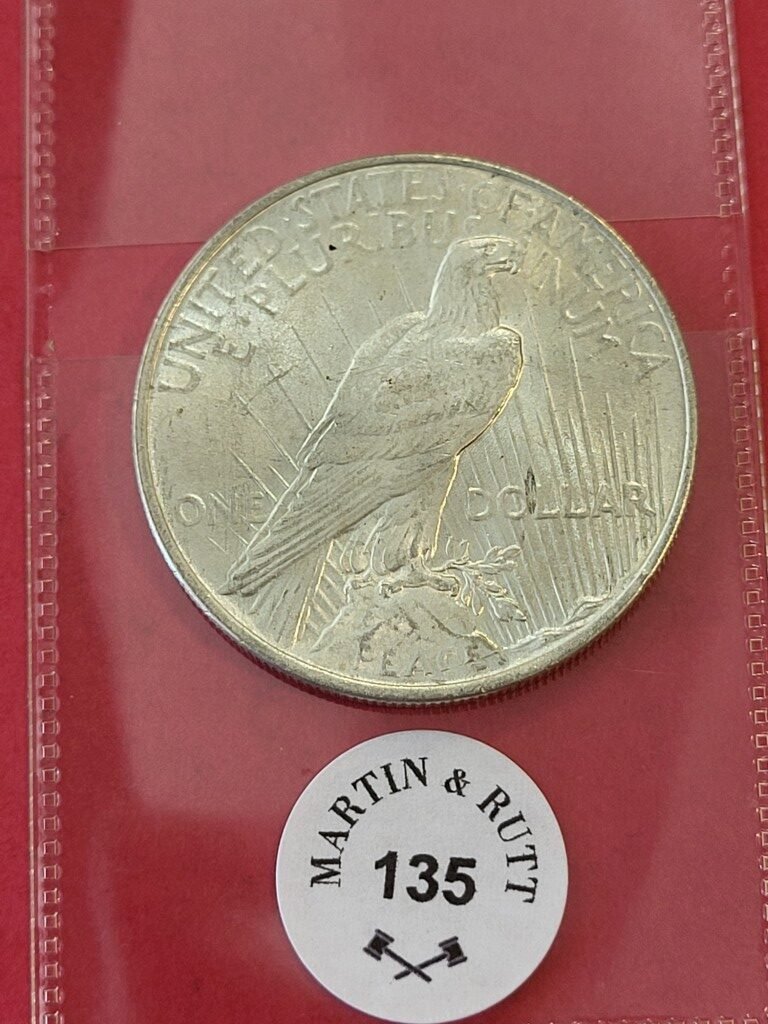 UNITED STATES OF AMERICA
E PLURIBUS UNUM
ONE DOLLAR
PEACE
MARTIN & RUTT
135